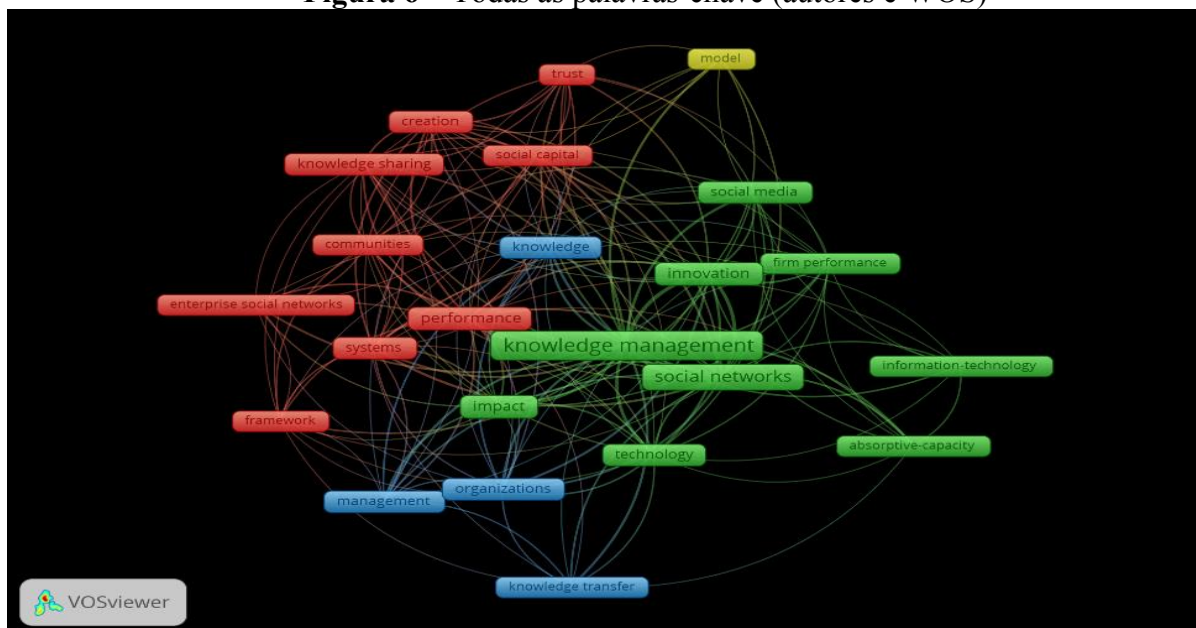 Figura 6 – Todas as palavras-chave (autores e WOS)
model
trust
creation
social capital
knowledge sharing
social media
communities
knowledge
innovation
firm performance
enterprise social networks
performance
systems
knowledge management
information-technology
social networks
impact
framework
absorptive-capacity
technology
organizations
management
knowledge transfer
VOSviewer